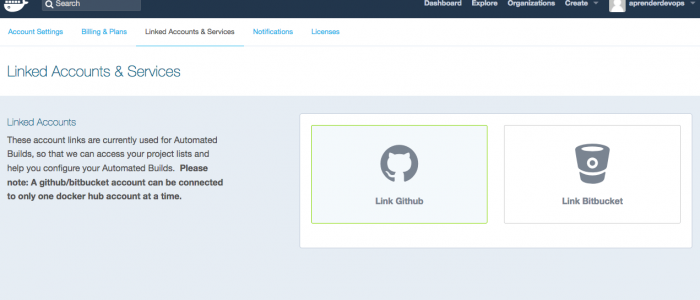 Search
Dashboard Explore Organizations Create aprenderdevops
Account Settings Billing & Plans Linked Accounts & Services Notifications Licenses
Linked Accounts & Services
Linked Accounts
These account links are currently used for Automated
Builds, so that we can access your project lists and
help you configure your Automated Builds. Please
note: A github/bitbucket account can be connected
to only one docker hub account at a time.
Link Github
Link Bitbucket